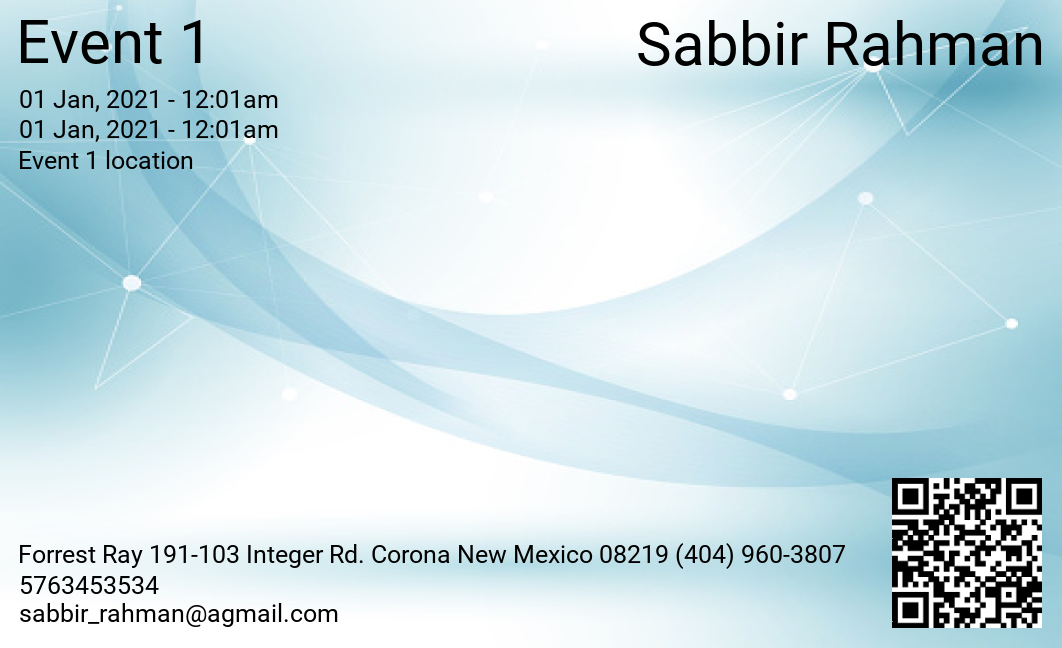 Event 1
Sabbir Rahman
01 Jan, 2021 - 12:01am
01 Jan, 2021 - 12:01am
Event 1 location
Forrest Ray 191-103 Integer Rd. Corona New Mexico 08219 (404) 960-3807
5763453534
sabbir_rahman@agmail.com